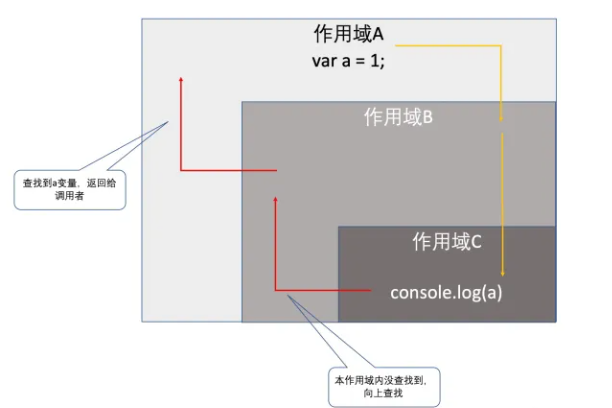 作用域A
var a = 1;
作用域B
查找到a变量，返回给
调用者
作用域C
console.log(a)
本作用域内没查找到，
向上查找